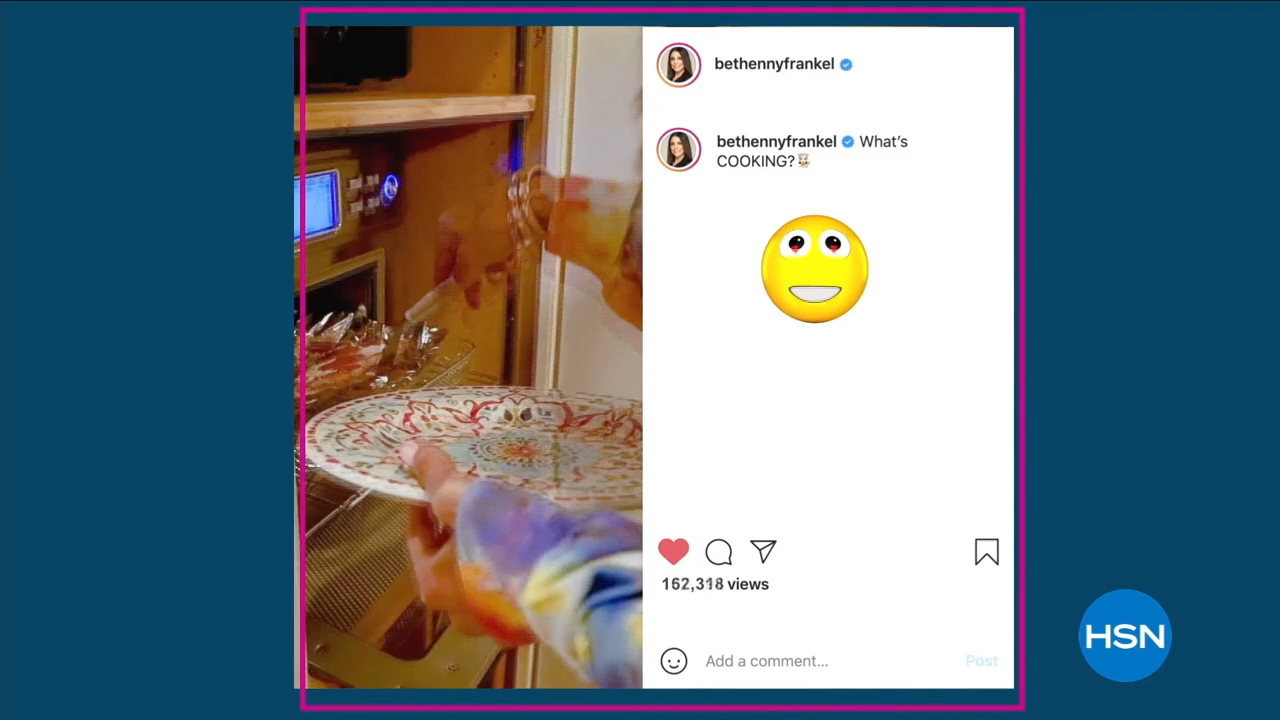 bethennyfrankel
bethennyfrankel What's
COOKING?
162,318 views
Add a comment...
Post
HSN